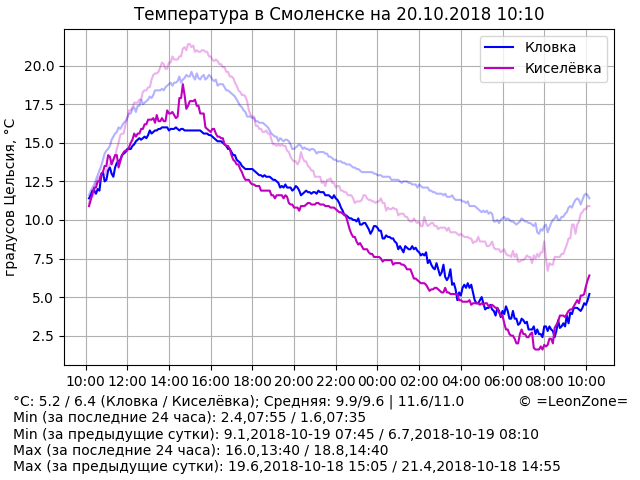 Температура в Смоленске на 20.10.2018 10:10
Кловка
Киселёвка
градусов Цельсия, °C
20.0
17.5
15.0
12.5
10.0
7.5
5.0
2.5
10:00 12:00 14:00 16:00 18:00 20:00 22:00 00:00 02:00 04:00 06:00 08:00 10:00
°C: 5.2 / 6.4 (Кловка / Киселёвка); Средняя: 9.9/9.6 | 11.6/11.0 © =LeonZone=
Min (за последние 24 часа): 2.4,07:55 / 1.6,07:35
Min (за предыдущие сутки): 9.1,2018-10-19 07:45 / 6.7,2018-10-19 08:10
Max (за последние 24 часа): 16.0,13:40 / 18.8,14:40
Max (за предыдущие сутки): 19.6,2018-10-18 15:05 / 21.4,2018-10-18 14:55